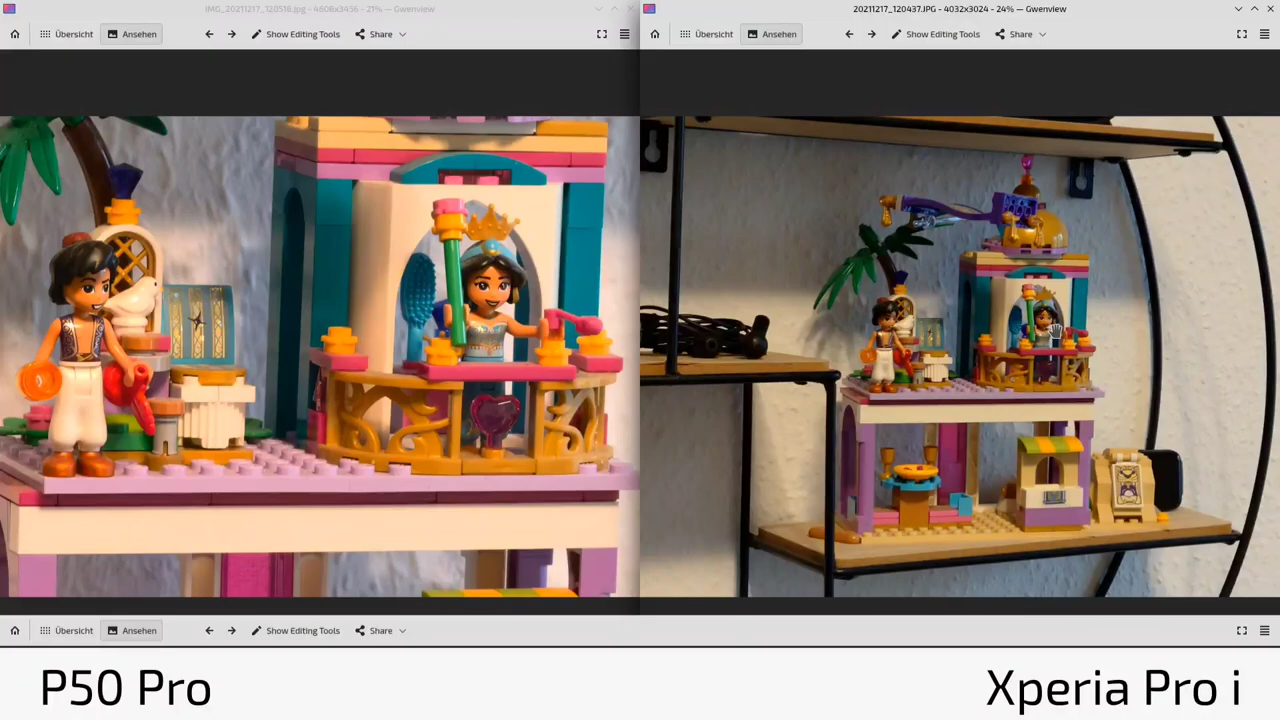 IMG_20211217_120518.jpg - 4608x3456 - 21% — Gwenview
20211217_120437.JPG - 4032x3024 - 24% — Gwenview
Übersicht Ansehen Show Editing Tools Share
Übersicht Ansehen Show Editing Tools Share
Übersicht Ansehen Show Editing Tools Share
P50 Pro
Xperia Pro i